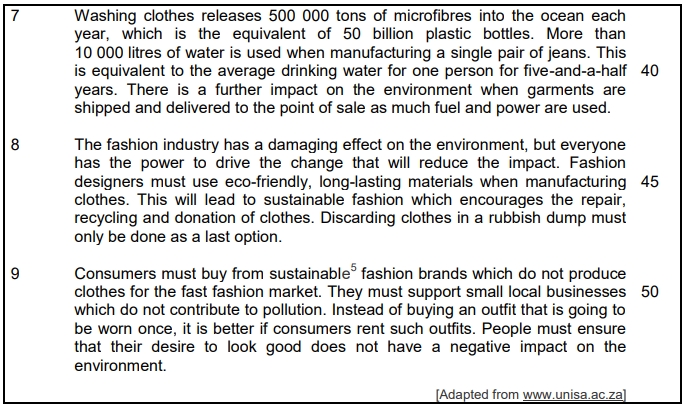 7 Washing clothes releases 500 000 tons of microfibres into the ocean each
year, which is the equivalent of 50 billion plastic bottles. More than
10 000 litres of water is used when manufacturing a single pair of jeans. This
is equivalent to the average drinking water for one person for five-and-a-half 40
years. There is a further impact on the environment when garments are
shipped and delivered to the point of sale as much fuel and power are used.
8 The fashion industry has a damaging effect on the environment, but everyone
has the power to drive the change that will reduce the impact. Fashion
designers must use eco-friendly, long-lasting materials when manufacturing 45
clothes. This will lead to sustainable fashion which encourages the repair,
recycling and donation of clothes. Discarding clothes in a rubbish dump must
only be done as a last option.
9 Consumers must buy from sustainable⁵ fashion brands which do not produce
clothes for the fast fashion market. They must support small local businesses 50
which do not contribute to pollution. Instead of buying an outfit that is going to
be worn once, it is better if consumers rent such outfits. People must ensure
that their desire to look good does not have a negative impact on the
environment.
[Adapted from www.unisa.ac.za]